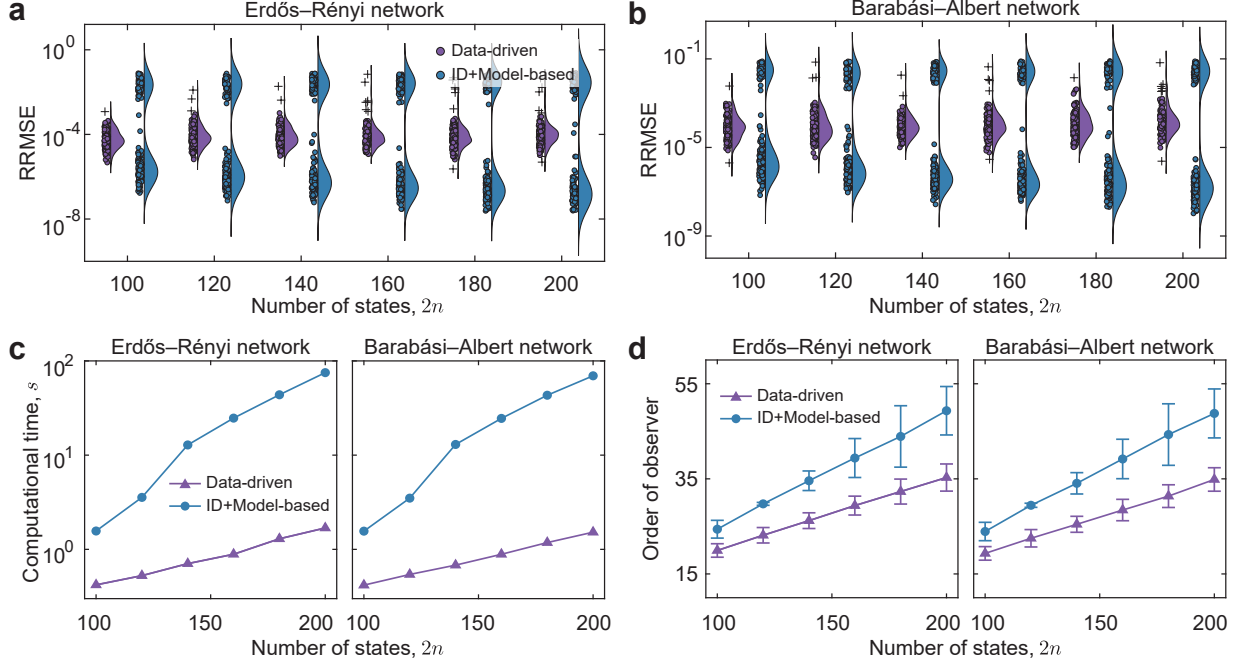 a
Erdős–Rényi network
RRMSE
10^0
10^-4
10^-8
Data-driven
ID+Model-based
100 120 140 160 180 200
Number of states, 2n
b
Barabási–Albert network
RRMSE
10^-1
10^-5
10^-9
100 120 140 160 180 200
Number of states, 2n
c
Erdős–Rényi network
Barabási–Albert network
Computational time, s
10^2
10^1
10^0
Data-driven
ID+Model-based
100 150 200
100 150 200
Number of states, 2n
d
Erdős–Rényi network
Barabási–Albert network
Order of observer
55
35
15
Data-driven
ID+Model-based
100 150 200
100 150 200
Number of states, 2n